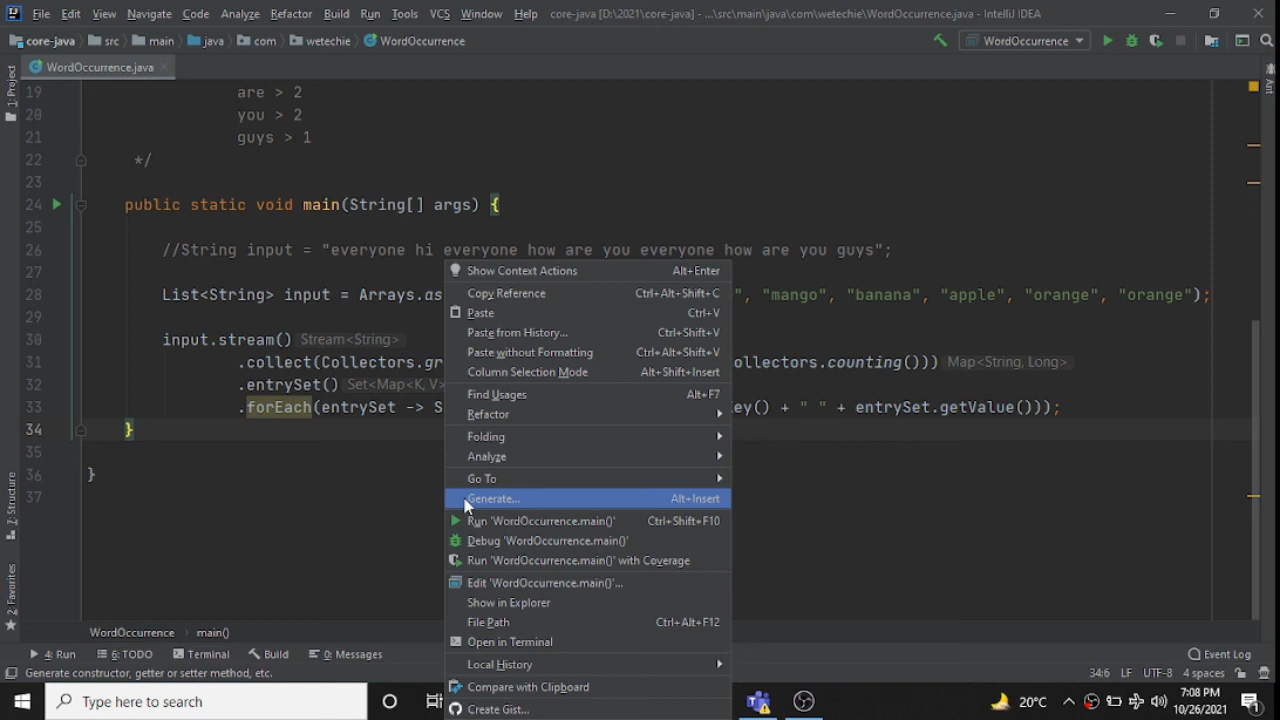 File Edit View Navigate Code Analyze Refactor Build Run Tools VCS Window Help core-java [D:\2021\core-java] - ...\src\main\java\com\wetechie\WordOccurrence.java - IntelliJ IDEA
core-java src main java com wetechie WordOccurrence WordOccurrence
WordOccurrence.java
1: Project
Ant
19 are > 2
20 you > 2
21 guys > 1
22 */
23
24 public static void main(String[] args) {
25
26 //String input = "everyone hi everyone how are you everyone how are you guys";
27
28 List<String> input = Arrays.as ", "mango", "banana", "apple", "orange", "orange");
29
30 input.stream() Stream<String>
31 .collect(Collectors.gr ollectors.counting())) Map<String, Long>
32 .entrySet() Set<Map<K, V>
33 .forEach(entrySet -> S ey() + " " + entrySet.getValue()));
34 }
35
36 }
37
Show Context Actions Alt+Enter
Copy Reference Ctrl+Alt+Shift+C
Paste Ctrl+V
Paste from History... Ctrl+Shift+V
Paste without Formatting Ctrl+Alt+Shift+V
Column Selection Mode Alt+Shift+Insert
Find Usages Alt+F7
Refactor
Folding
Analyze
Go To
Generate... Alt+Insert
Run 'WordOccurrence.main()' Ctrl+Shift+F10
Debug 'WordOccurrence.main()'
Run 'WordOccurrence.main()' with Coverage
Edit 'WordOccurrence.main()'...
Show in Explorer
File Path Ctrl+Alt+F12
Open in Terminal
Local History
Compare with Clipboard
Create Gist...
7: Structure
2: Favorites
WordOccurrence main()
4: Run 6: TODO Terminal Build 0: Messages Event Log
Generate constructor, getter or setter method, etc. 34:6 LF UTF-8 4 spaces
Type here to search 20°C 7:08 PM
10/26/2021